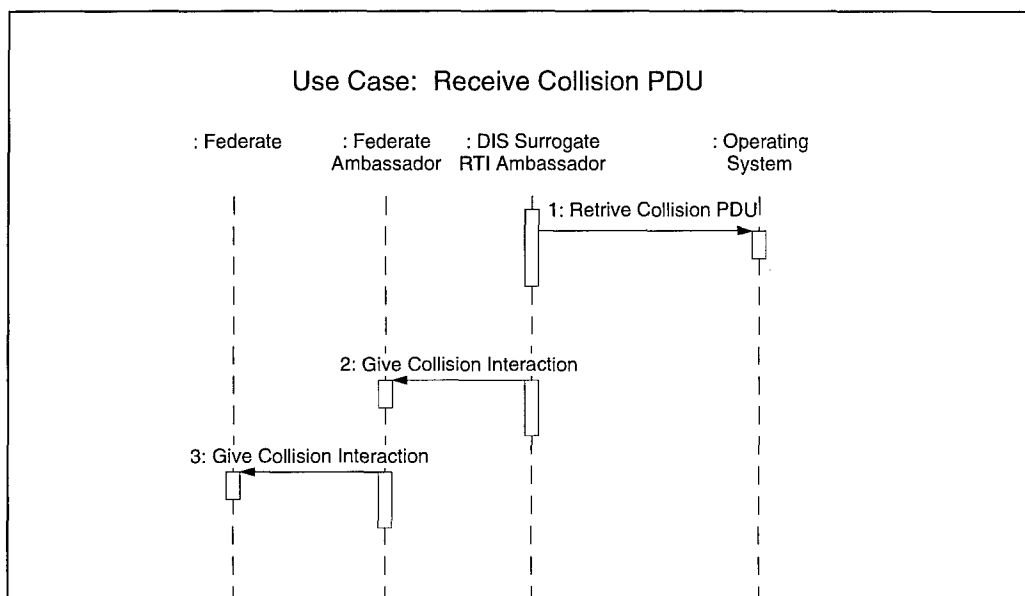 Use Case: Receive Collision PDU
: Federate
: Federate
Ambassador
: DIS Surrogate
RTI Ambassador
: Operating
System
1: Retrive Collision PDU
2: Give Collision Interaction
3: Give Collision Interaction